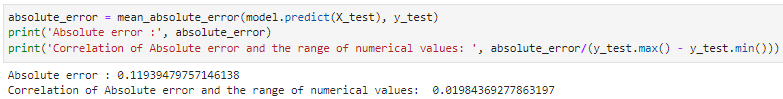 absolute_error = mean_absolute_error(model.predict(X_test), y_test)
print('Absolute error :', absolute_error)
print('Correlation of Absolute error and the range of numerical values: ', absolute_error/(y_test.max() - y_test.min()))
Absolute error : 0.11939479757146138
Correlation of Absolute error and the range of numerical values:  0.01984369277863197